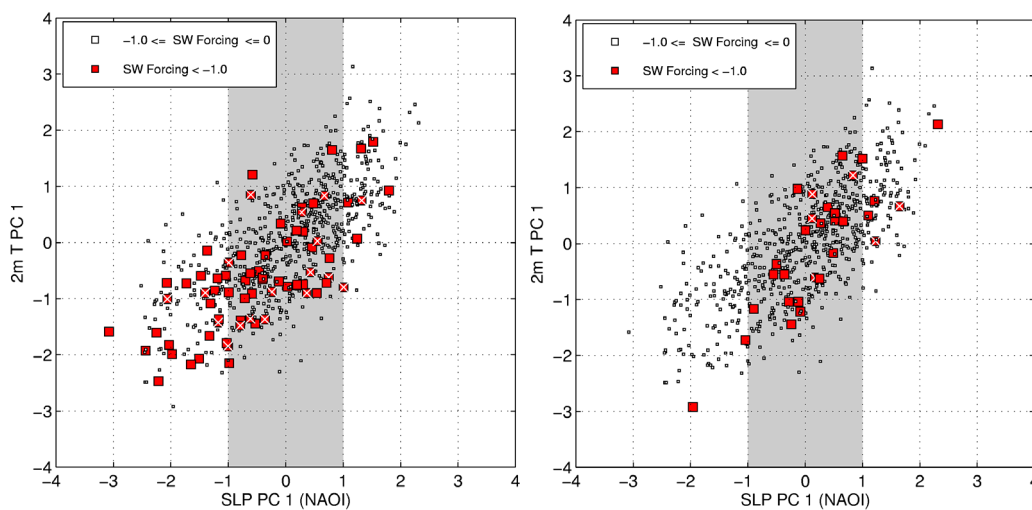 4
3
2
1
0
−1
−2
−3
−4
−4 −3 −2 −1 0 1 2 3 4
2m T PC 1
SLP PC 1 (NAOI)
−1.0 <= SW Forcing <= 0
SW Forcing < −1.0
4
3
2
1
0
−1
−2
−3
−4
−4 −3 −2 −1 0 1 2 3 4
2m T PC 1
SLP PC 1 (NAOI)
−1.0 <= SW Forcing <= 0
SW Forcing < −1.0